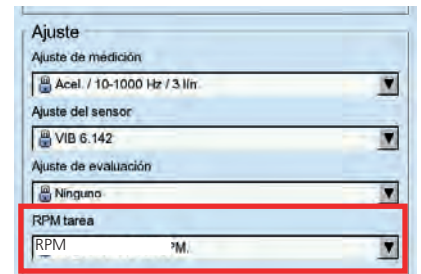 Ajuste
Ajuste de medición
Acel. / 10-1000 Hz / 3 lín.
Ajuste del sensor
VIB 6.142
Ajuste de evaluación
Ninguno
RPM tarea
RPM PM.